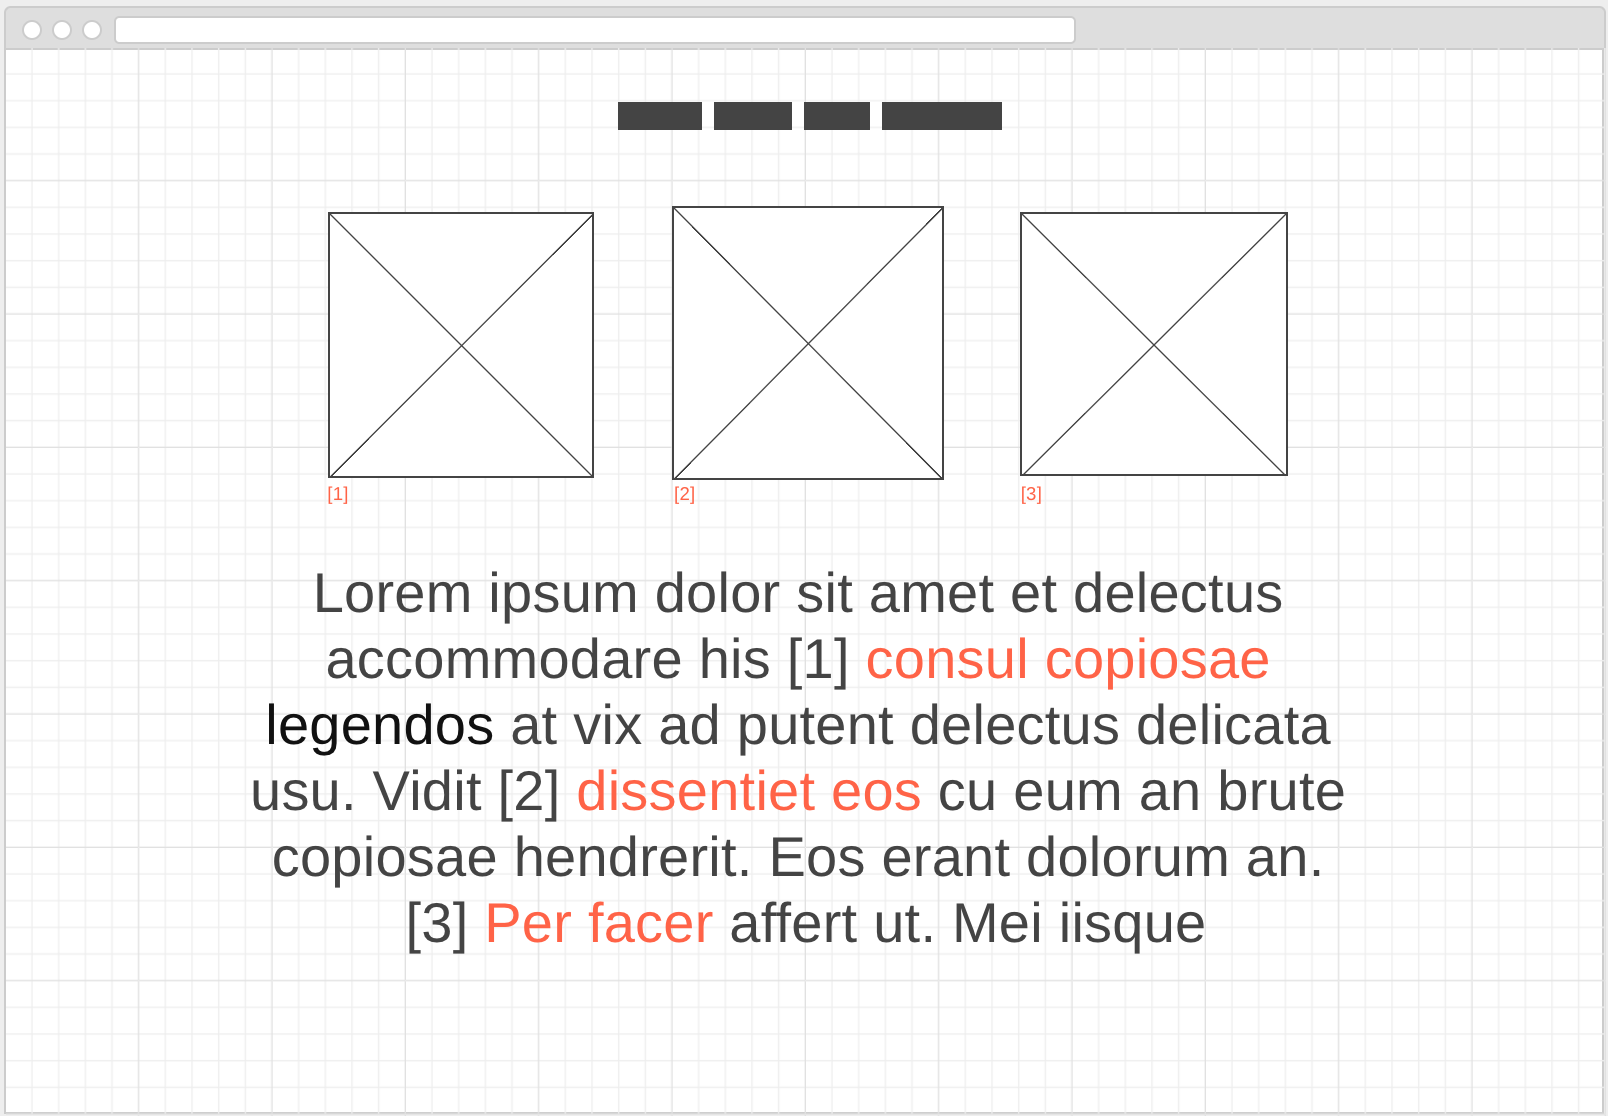 [1] [2] [3]
Lorem ipsum dolor sit amet et delectus
accommodare his [1] consul copiosae
legendos at vix ad putent delectus delicata
usu. Vidit [2] dissentiet eos cu eum an brute
copiosae hendrerit. Eos erant dolorum an.
[3] Per facer affert ut. Mei iisque